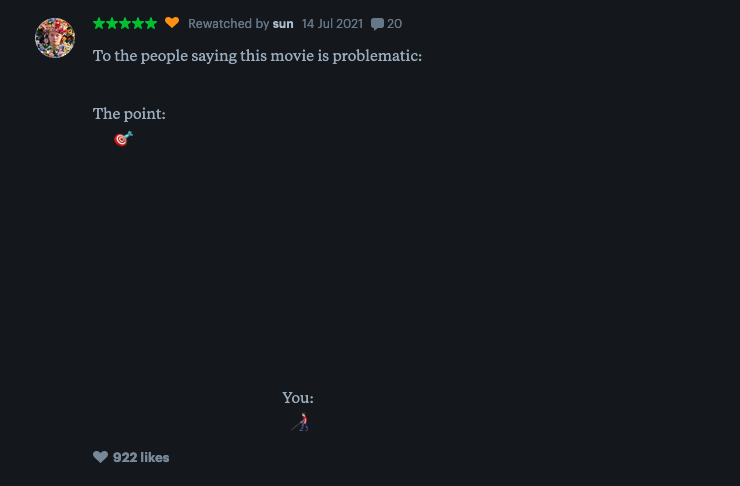 ★★★★★ 🧡 Rewatched by sun 14 Jul 2021 💬 20
To the people saying this movie is problematic:
The point:
🎯
You:
👨‍🦯
922 likes